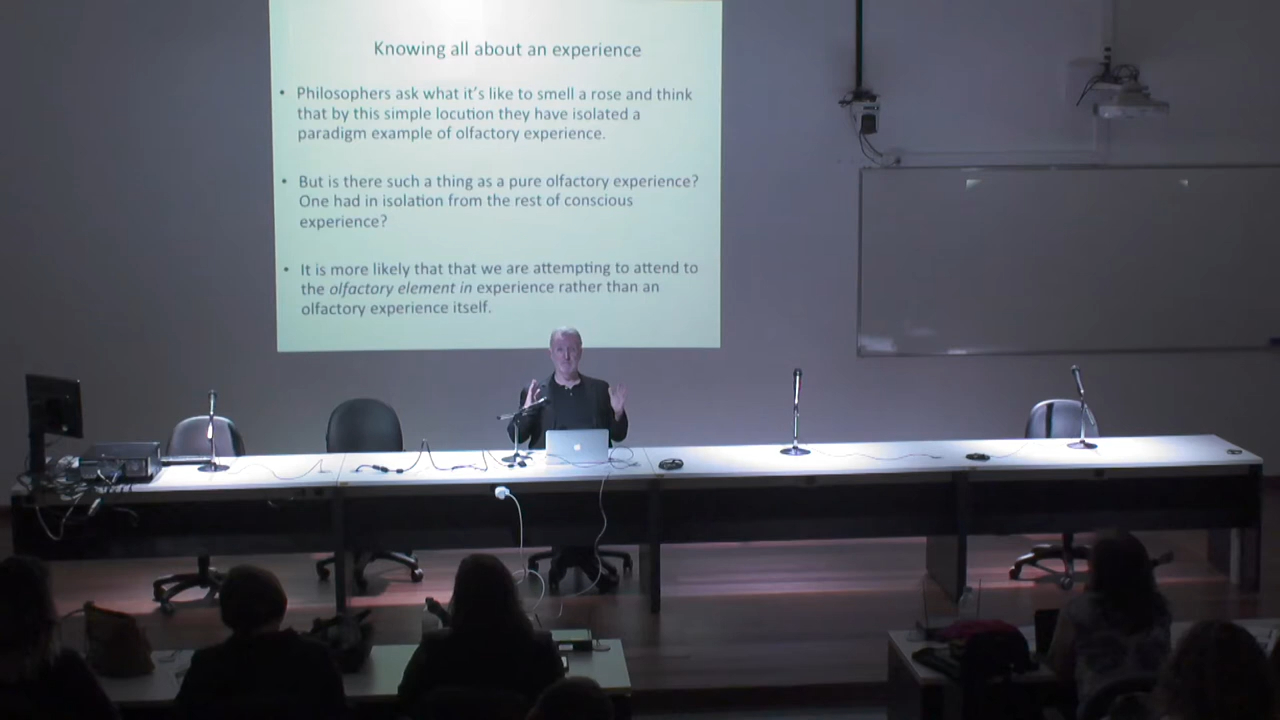 Knowing all about an experience
• Philosophers ask what it's like to smell a rose and think
that by this simple locution they have isolated a
paradigm example of olfactory experience.
• But is there such a thing as a pure olfactory experience?
One had in isolation from the rest of conscious
experience?
• It is more likely that that we are attempting to attend to
the olfactory element in experience rather than an
olfactory experience itself.